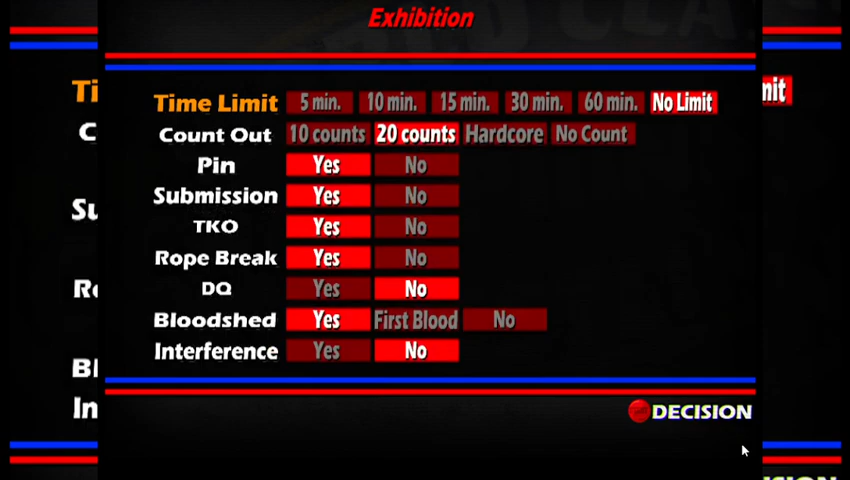 Exhibition
Time Limit 5 min. 10 min. 15 min. 30 min. 60 min. No Limit
Count Out 10 counts 20 counts Hardcore No Count
Pin Yes No
Submission Yes No
TKO Yes No
Rope Break Yes No
DQ Yes No
Bloodshed Yes First Blood No
Interference Yes No
DECISION